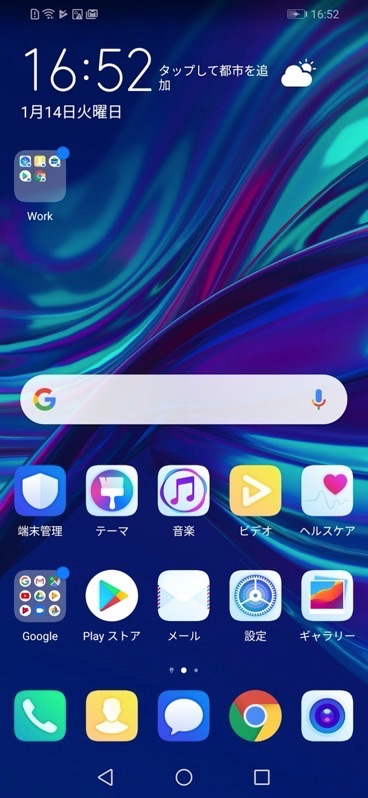 16:52
16:52
タップして都市を追
加
1月14日火曜日
Work
端末管理
テーマ
音楽
ビデオ
ヘルスケア
Google
Play ストア
メール
設定
ギャラリー